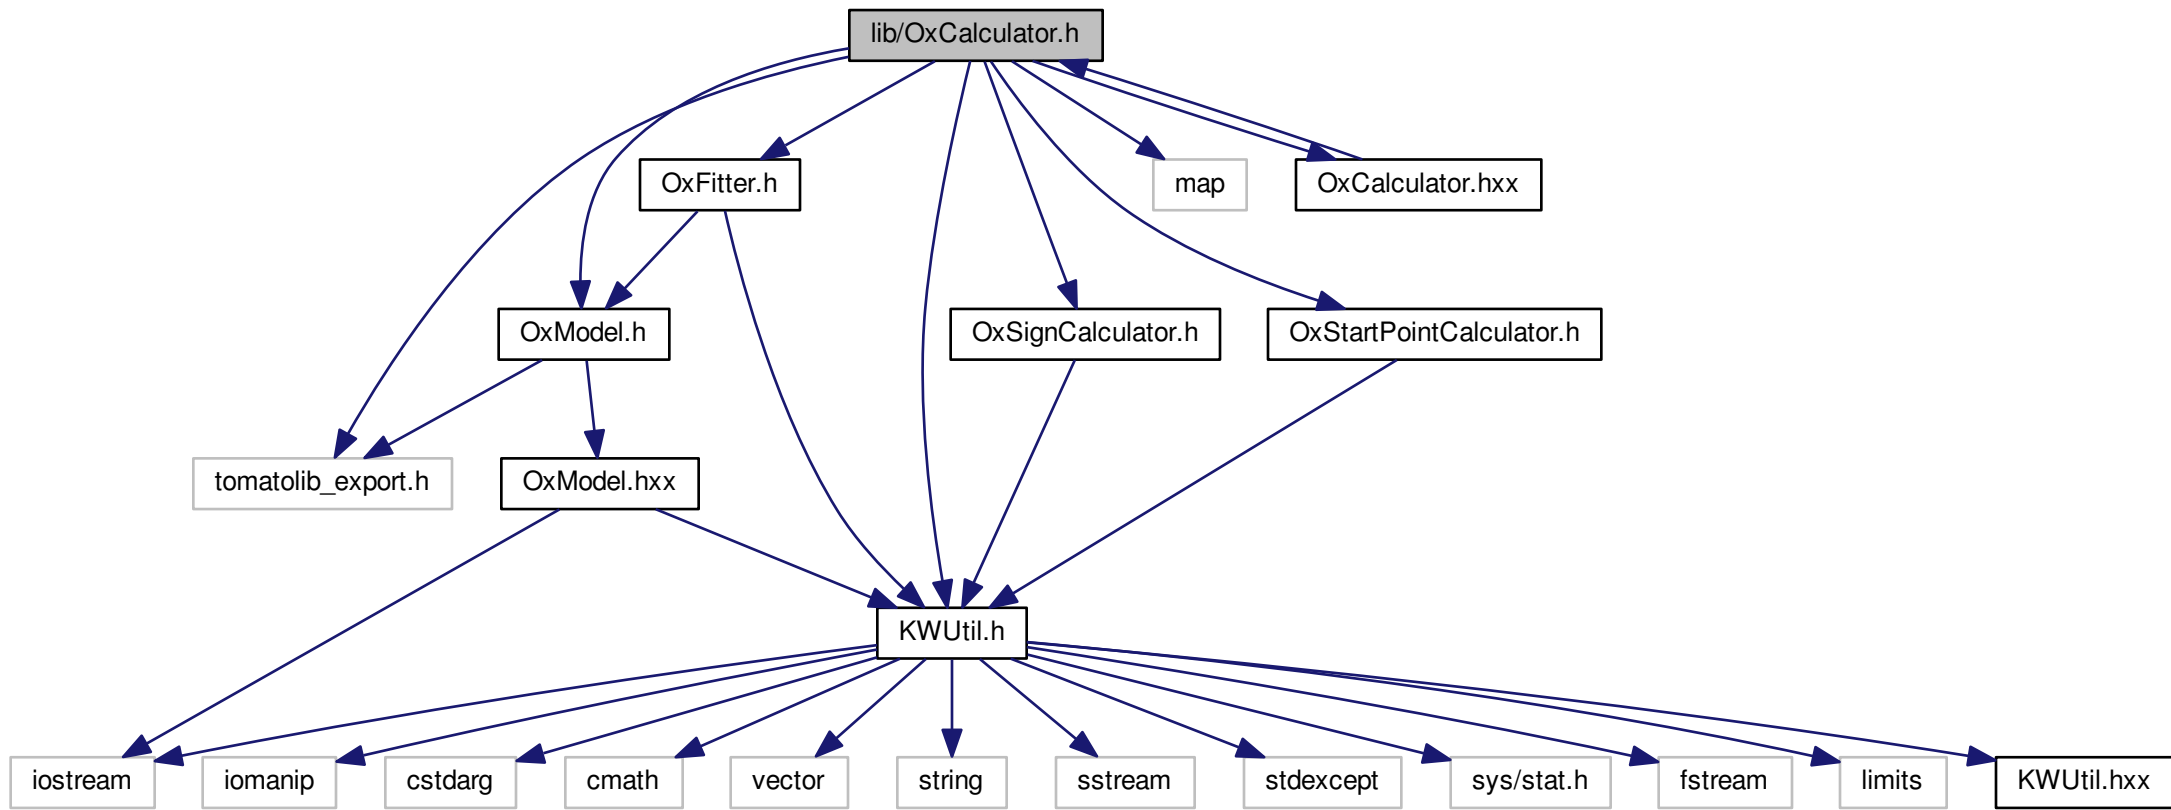 lib/OxCalculator.h
OxFitter.h
map
OxCalculator.hxx
OxModel.h
OxSignCalculator.h
OxStartPointCalculator.h
tomatolib_export.h
OxModel.hxx
KWUtil.h
iostream
iomanip
cstdarg
cmath
vector
string
sstream
stdexcept
sys/stat.h
fstream
limits
KWUtil.hxx